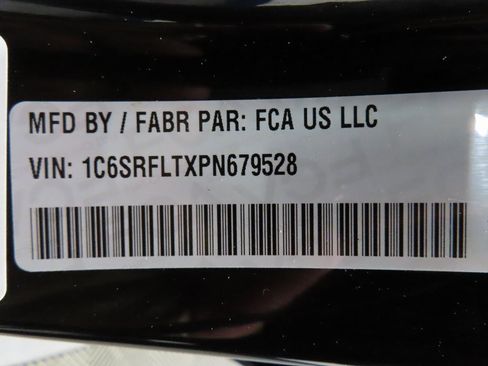 MFD BY / FABR PAR: FCA US LLC
VIN: 1C6SRFLTXPN679528